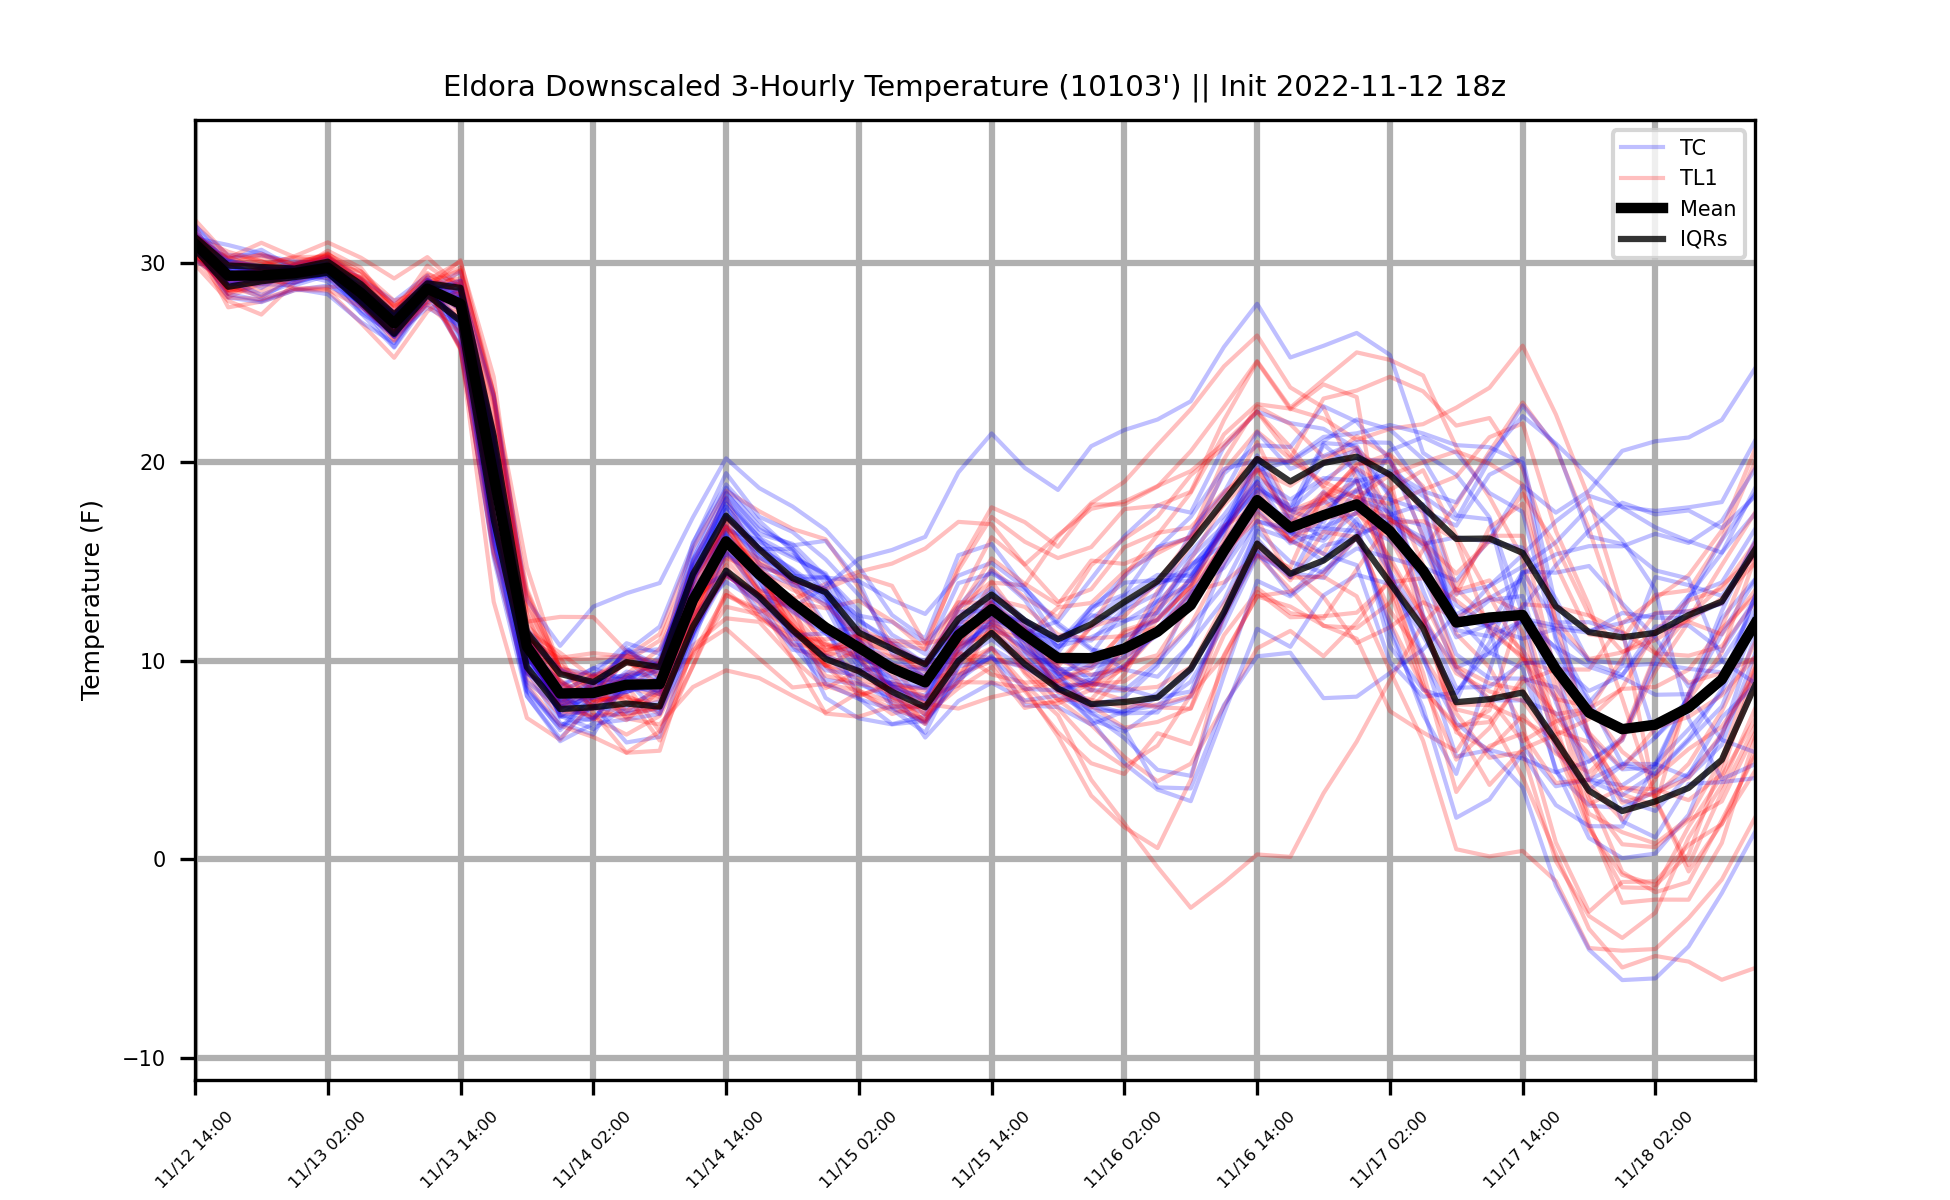 Eldora Downscaled 3-Hourly Temperature (10103') || Init 2022-11-12 18z
TC
TL1
Mean
IQRs
Temperature (F)
30
20
10
0
−10
11/12 14:00
11/13 02:00
11/13 14:00
11/14 02:00
11/14 14:00
11/15 02:00
11/15 14:00
11/16 02:00
11/16 14:00
11/17 02:00
11/17 14:00
11/18 02:00